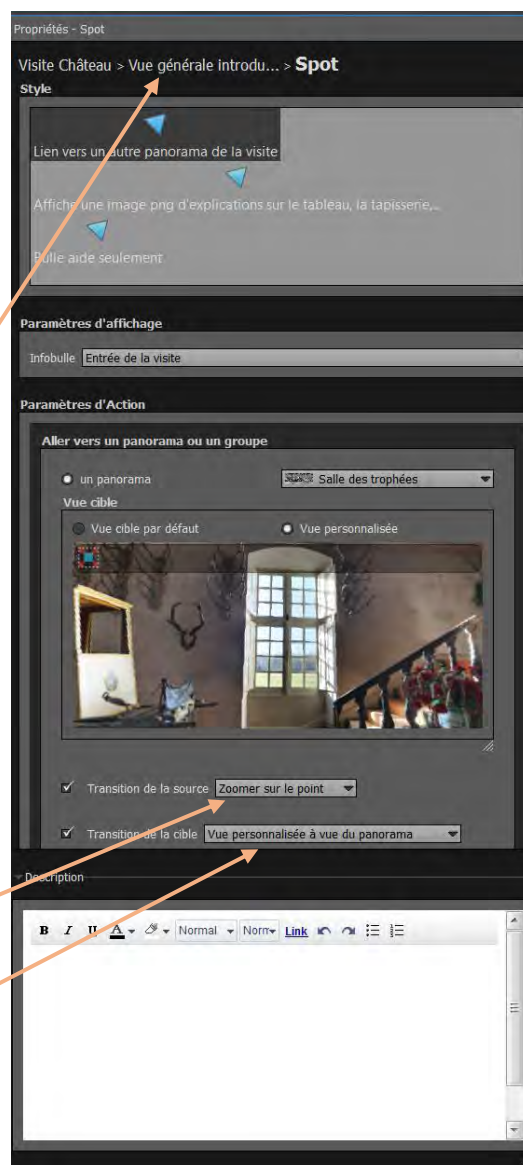 Propriétés - Spot
Visite Château > Vue générale introdu... > Spot
Style
Lien vers un autre panorama de la visite
Affiche une image png d'explications sur le tableau, la tapisserie,..
Bulle aide seulement
Paramètres d'affichage
Infobulle Entrée de la visite
Paramètres d'Action
Aller vers un panorama ou un groupe
un panorama Salle des trophées
Vue cible
Vue cible par défaut Vue personnalisée
Transition de la source Zoomer sur le point
Transition de la cible Vue personnalisée à vue du panorama
Description
B I U A Normal Norm Link